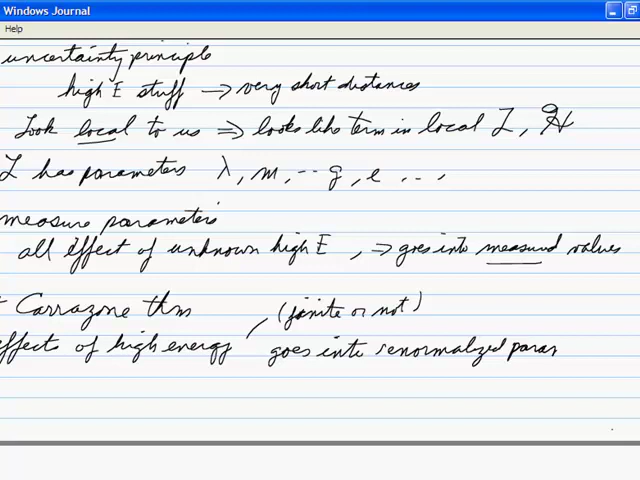 Windows Journal
Help
uncertainty principle
high E stuff → very short distances
Look local to us ⇒ looks like term in local L, H
L has parameters λ, m, -- g, e ...,
measure parameters
all effect of unknown high E, ⇒ goes into measured values
Carrazone thm
effects of high energy (finite or not)
goes into renormalized param